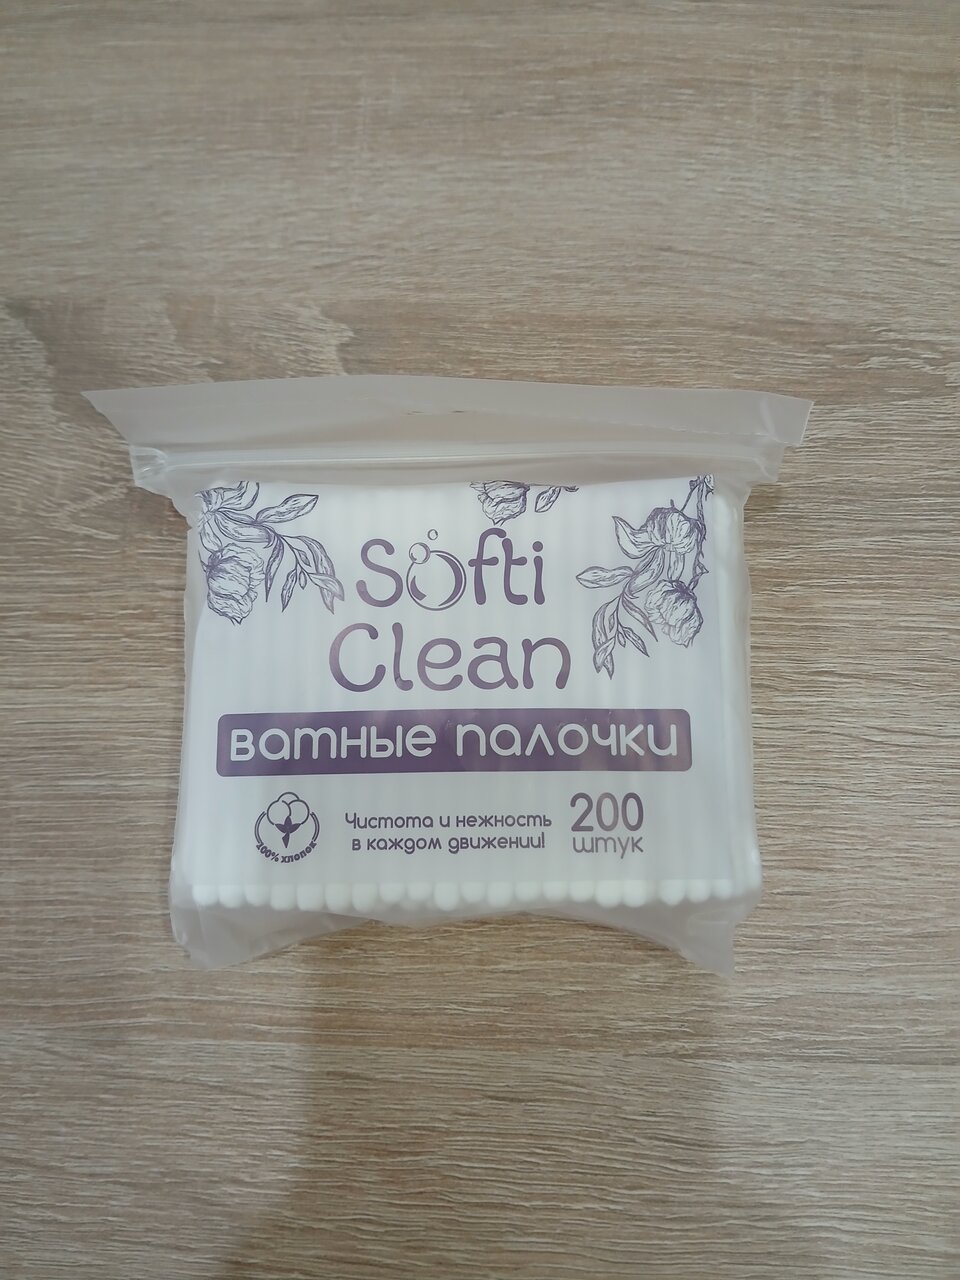 Softi
Clean
ватные палочки
100% хлопок
Чистота и нежность
в каждом движении!
200
штук